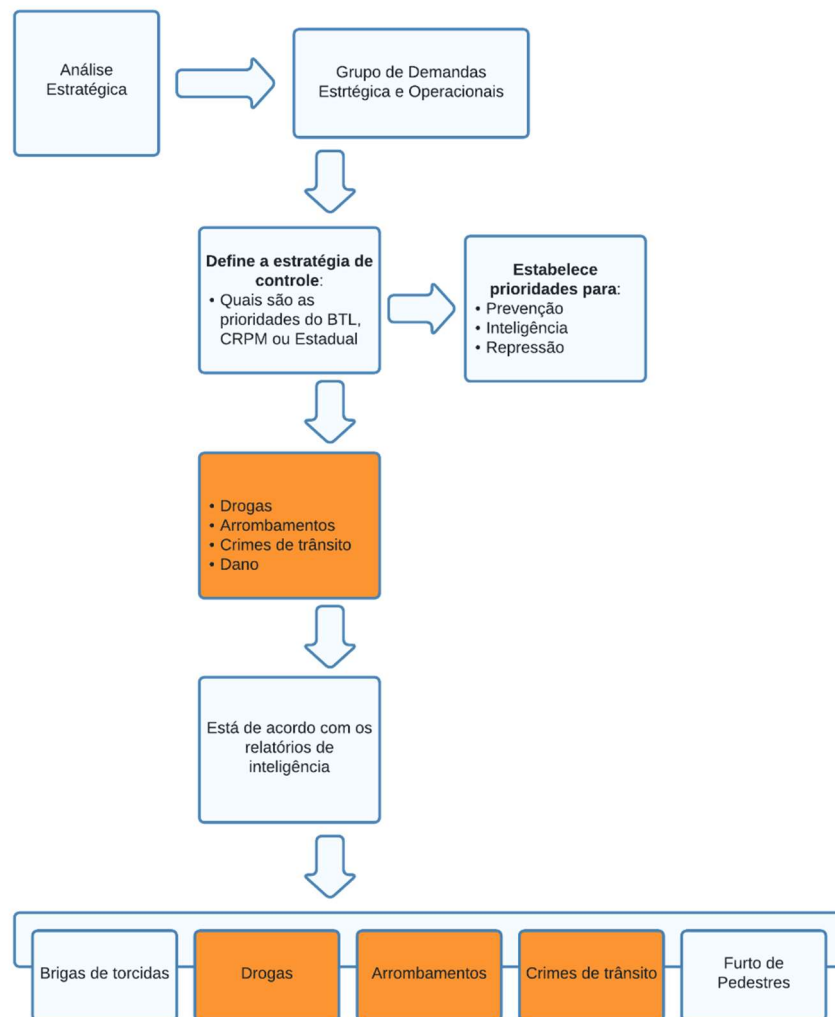 Análise
Estratégica
Grupo de Demandas
Estrtégica e Operacionais
Define a estratégia de
controle:
• Quais são as
prioridades do BTL,
CRPM ou Estadual
Estabelece
prioridades para:
• Prevenção
• Inteligência
• Repressão
• Drogas
• Arrombamentos
• Crimes de trânsito
• Dano
Está de acordo com os
relatórios de
inteligência
Brigas de torcidas
Drogas
Arrombamentos
Crimes de trânsito
Furto de
Pedestres